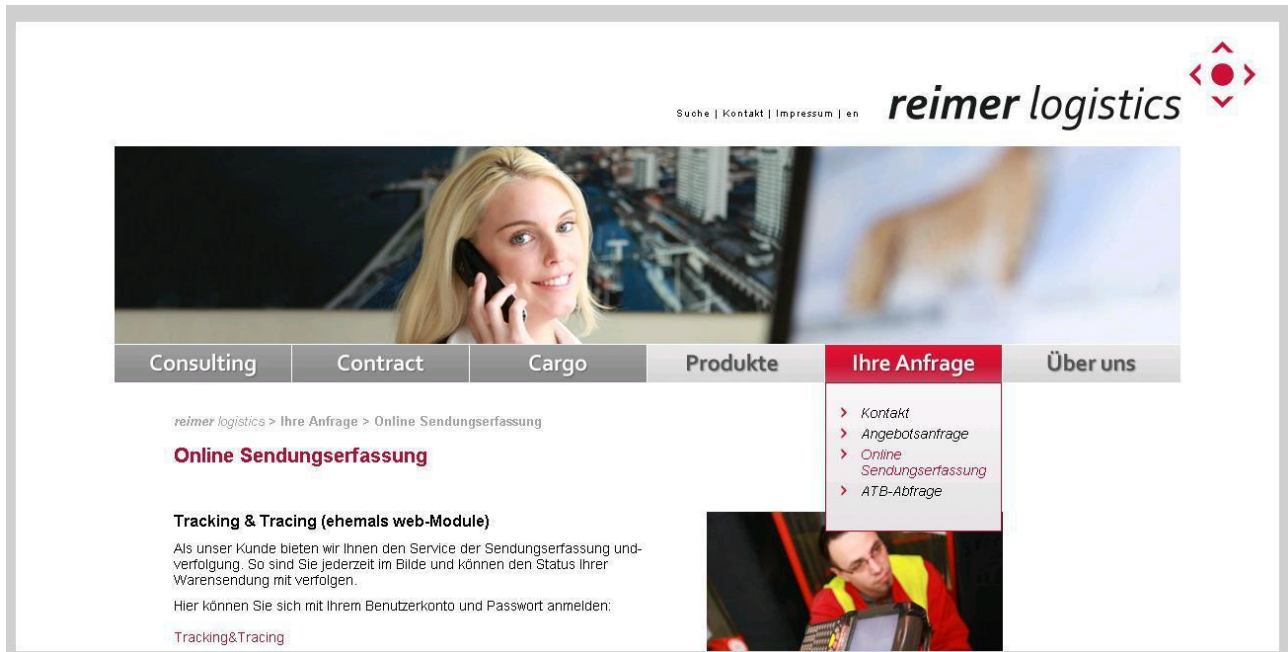 Suche | Kontakt | Impressum | en
reimer logistics
Consulting
Contract
Cargo
Produkte
Ihre Anfrage
Über uns
Kontakt
Angebotsanfrage
Online
Sendungserfassung
ATB-Abfrage
reimer logistics > Ihre Anfrage > Online Sendungserfassung
Online Sendungserfassung
Tracking & Tracing (ehemals web-Module)
Als unser Kunde bieten wir Ihnen den Service der Sendungserfassung und-
verfolgung. So sind Sie jederzeit im Bilde und können den Status Ihrer
Warensendung mit verfolgen.
Hier können Sie sich mit Ihrem Benutzerkonto und Passwort anmelden:
Tracking&Tracing